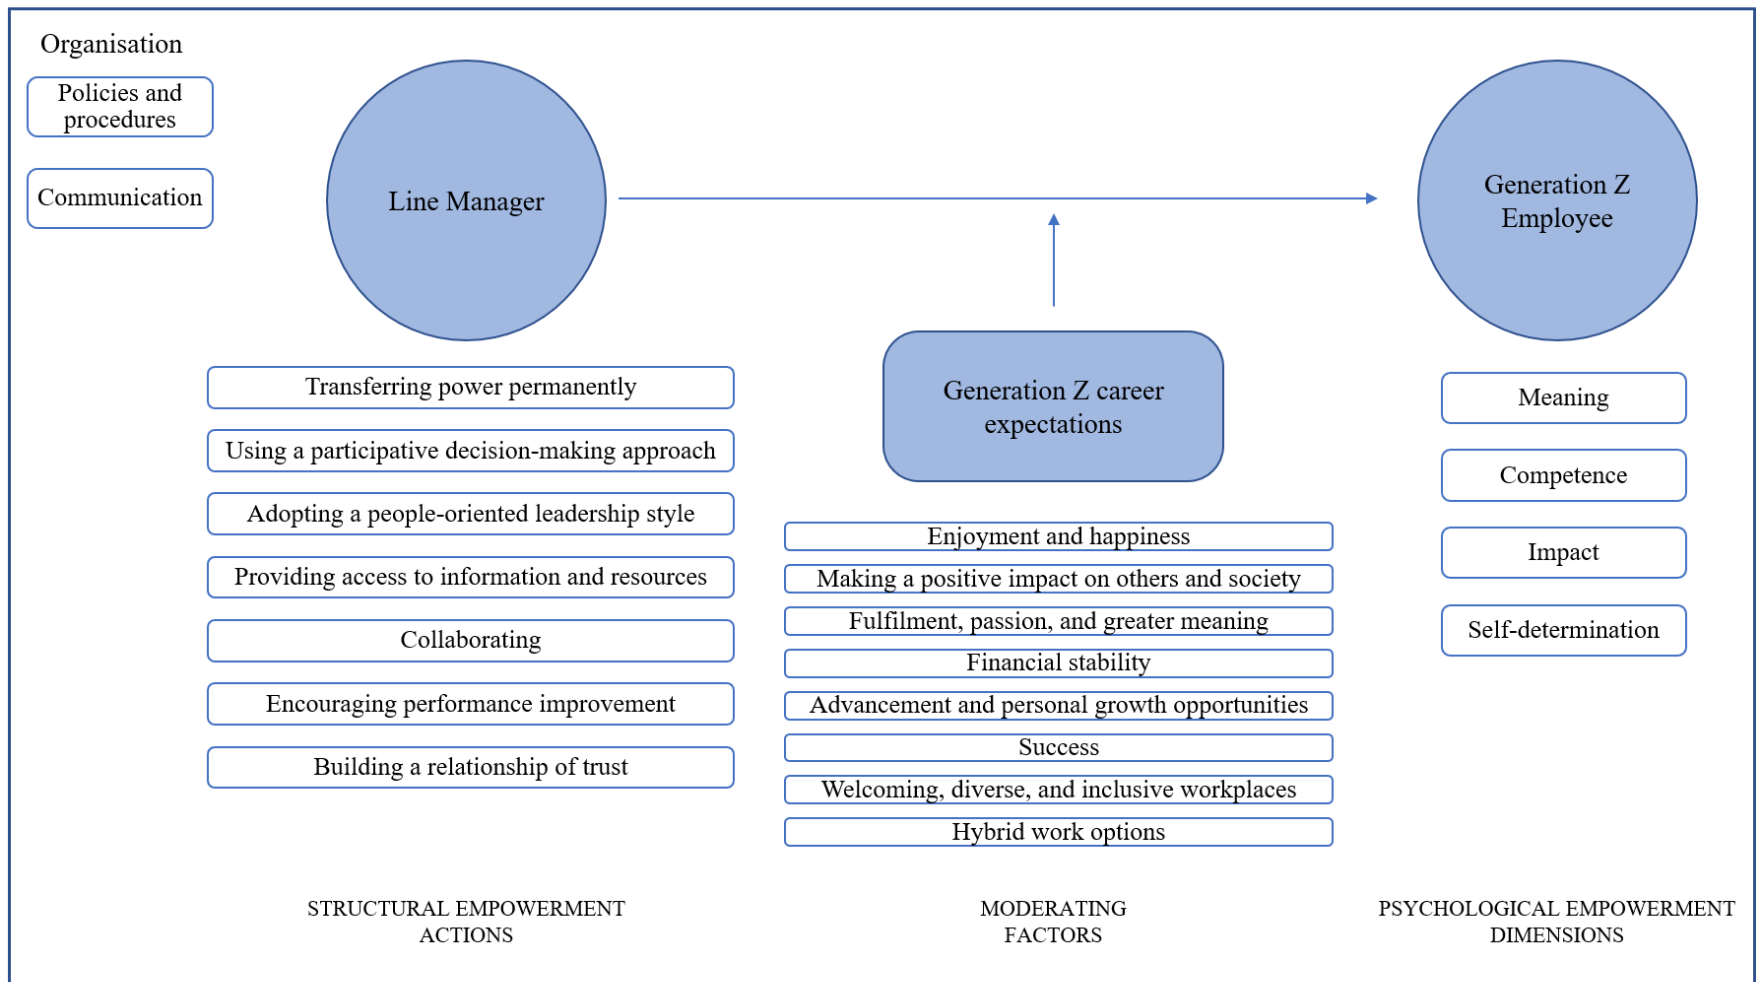 Organisation
Policies and
procedures
Communication
Line Manager
Generation Z
Employee
Transferring power permanently
Using a participative decision-making approach
Adopting a people-oriented leadership style
Providing access to information and resources
Collaborating
Encouraging performance improvement
Building a relationship of trust
Generation Z career
expectations
Enjoyment and happiness
Making a positive impact on others and society
Fulfilment, passion, and greater meaning
Financial stability
Advancement and personal growth opportunities
Success
Welcoming, diverse, and inclusive workplaces
Hybrid work options
Meaning
Competence
Impact
Self-determination
STRUCTURAL EMPOWERMENT
ACTIONS
MODERATING
FACTORS
PSYCHOLOGICAL EMPOWERMENT
DIMENSIONS